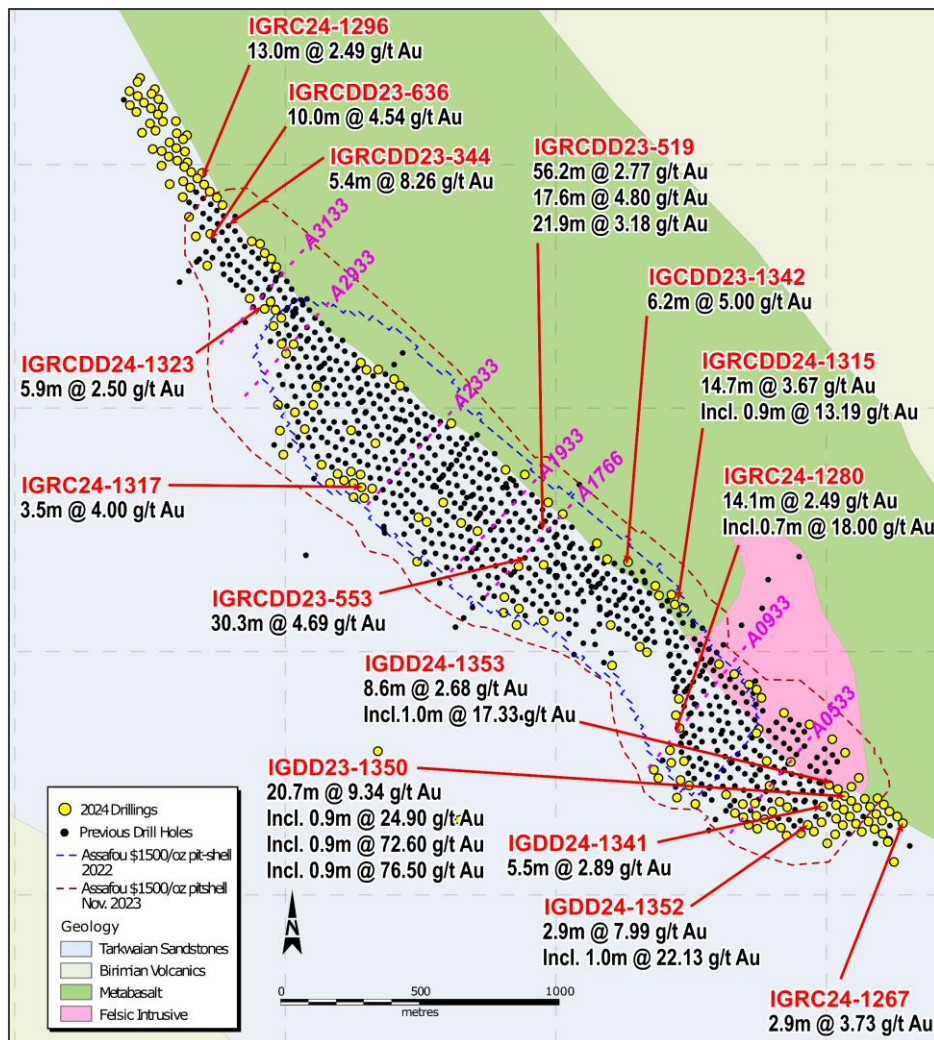 IGRC24-1296
13.0m @ 2.49 g/t Au
IGRCDD23-636
10.0m @ 4.54 g/t Au
IGRCDD23-344
5.4m @ 8.26 g/t Au
IGRCDD23-519
56.2m @ 2.77 g/t Au
17.6m @ 4.80 g/t Au
21.9m @ 3.18 g/t Au
A3133
A2933
IGCDD23-1342
6.2m @ 5.00 g/t Au
IGRCDD24-1323
5.9m @ 2.50 g/t Au
IGRCDD24-1315
14.7m @ 3.67 g/t Au
Incl. 0.9m @ 13.19 g/t Au
A2333
A1933
A1766
IGRC24-1280
14.1m @ 2.49 g/t Au
Incl.0.7m @ 18.00 g/t Au
IGRC24-1317
3.5m @ 4.00 g/t Au
IGRCDD23-553
30.3m @ 4.69 g/t Au
A0933
IGDD24-1353
8.6m @ 2.68 g/t Au
Incl.1.0m @ 17.33 g/t Au
A0533
IGDD23-1350
20.7m @ 9.34 g/t Au
Incl. 0.9m @ 24.90 g/t Au
Incl. 0.9m @ 72.60 g/t Au
Incl. 0.9m @ 76.50 g/t Au
IGDD24-1341
5.5m @ 2.89 g/t Au
IGDD24-1352
2.9m @ 7.99 g/t Au
Incl. 1.0m @ 22.13 g/t Au
IGRC24-1267
2.9m @ 3.73 g/t Au
2024 Drillings
Previous Drill Holes
Assafou $1500/oz pit-shell
2022
Assafou $1500/oz pitshell
Nov. 2023
Geology
Tarkwaian Sandstones
Birimian Volcanics
Metabasalt
Felsic Intrusive
N
0 500 1000
metres